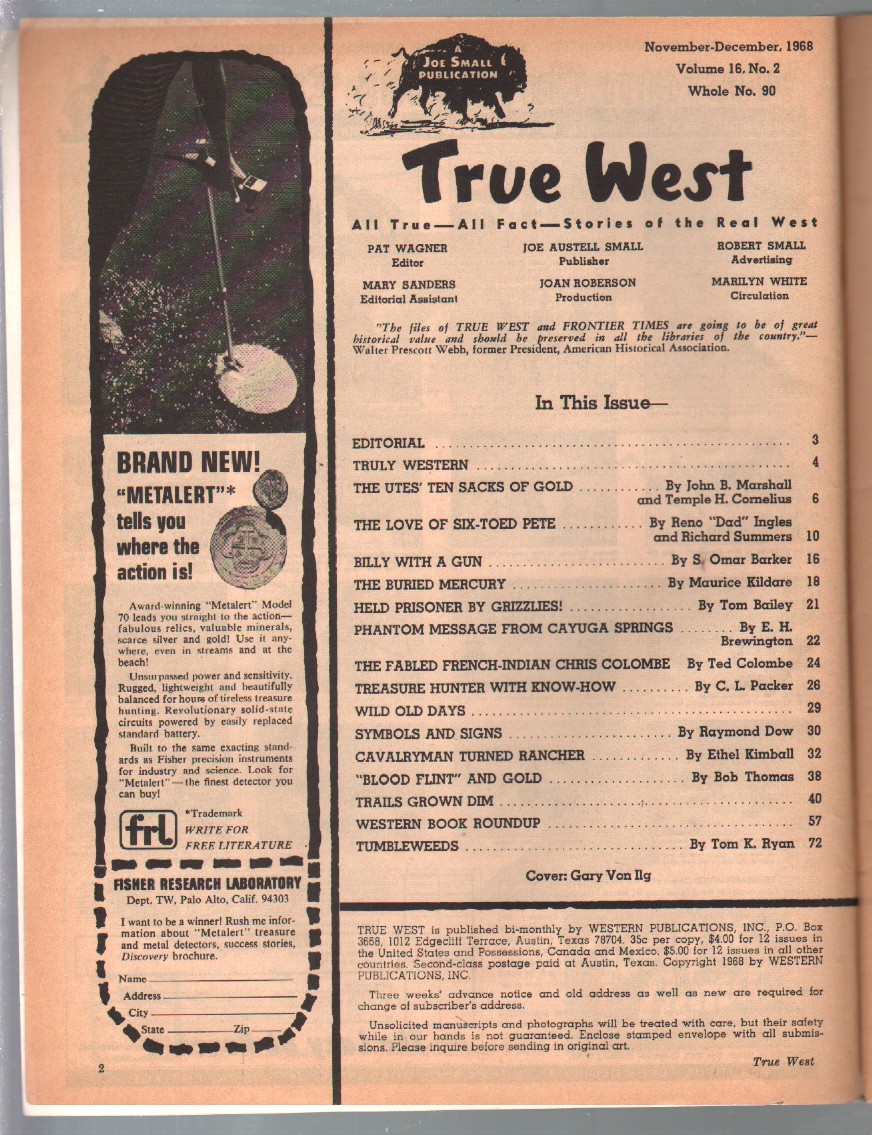 A
JOE SMALL
PUBLICATION
November-December, 1968
Volume 16, No. 2
Whole No. 90
True West
All True—All Fact—Stories of the Real West
PAT WAGNER
Editor
JOE AUSTELL SMALL
Publisher
ROBERT SMALL
Advertising
MARY SANDERS
Editorial Assistant
JOAN ROBERSON
Production
MARILYN WHITE
Circulation
"The files of TRUE WEST and FRONTIER TIMES are going to be of great
historical value and should be preserved in all the libraries of the country."—
Walter Prescott Webb, former President, American Historical Association.
In This Issue—
EDITORIAL ........ 3
TRULY WESTERN ........ 4
THE UTES' TEN SACKS OF GOLD ........ By John B. Marshall
and Temple H. Cornelius 6
THE LOVE OF SIX-TOED PETE ........ By Reno "Dad" Ingles
and Richard Summers 10
BILLY WITH A GUN ........ By S. Omar Barker 16
THE BURIED MERCURY ........ By Maurice Kildare 18
HELD PRISONER BY GRIZZLIES! ........ By Tom Bailey 21
PHANTOM MESSAGE FROM CAYUGA SPRINGS ........ By E. H.
Brewington 22
THE FABLED FRENCH-INDIAN CHRIS COLOMBE By Ted Colombe 24
TREASURE HUNTER WITH KNOW-HOW ........ By C. L. Packer 26
WILD OLD DAYS ........ 29
SYMBOLS AND SIGNS ........ By Raymond Dow 30
CAVALRYMAN TURNED RANCHER ........ By Ethel Kimball 32
"BLOOD FLINT" AND GOLD ........ By Bob Thomas 38
TRAILS GROWN DIM ........ 40
WESTERN BOOK ROUNDUP ........ 57
TUMBLEWEEDS ........ By Tom K. Ryan 72
Cover: Gary Von Ilg
TRUE WEST is published bi-monthly by WESTERN PUBLICATIONS, INC., P.O. Box
3668, 1012 Edgecliff Terrace, Austin, Texas 78704. 35c per copy, $4.00 for 12 issues in
the United States and Possessions, Canada and Mexico. $5.00 for 12 issues in all other
countries. Second-class postage paid at Austin, Texas. Copyright 1968 by WESTERN
PUBLICATIONS, INC.
Three weeks' advance notice and old address as well as new are required for
change of subscriber's address.
Unsolicited manuscripts and photographs will be treated with care, but their safety
while in our hands is not guaranteed. Enclose stamped envelope with all submis-
sions. Please inquire before sending in original art.
True West
BRAND NEW!
"METALERT"*
tells you
where the
action is!
Award-winning "Metalert" Model
70 leads you straight to the action—
fabulous relics, valuable minerals,
scarce silver and gold! Use it any-
where, even in streams and at the
beach!
Unsurpassed power and sensitivity.
Rugged, lightweight and beautifully
balanced for hours of tireless treasure
hunting. Revolutionary solid-state
circuits powered by easily replaced
standard battery.
Built to the same exacting stand-
ards as Fisher precision instruments
for industry and science. Look for
"Metalert"—the finest detector you
can buy!
frl
*Trademark
WRITE FOR
FREE LITERATURE
FISHER RESEARCH LABORATORY
Dept. TW, Palo Alto, Calif. 94303
I want to be a winner! Rush me infor-
mation about "Metalert" treasure
and metal detectors, success stories,
Discovery brochure.
Name
Address
City
State Zip
2